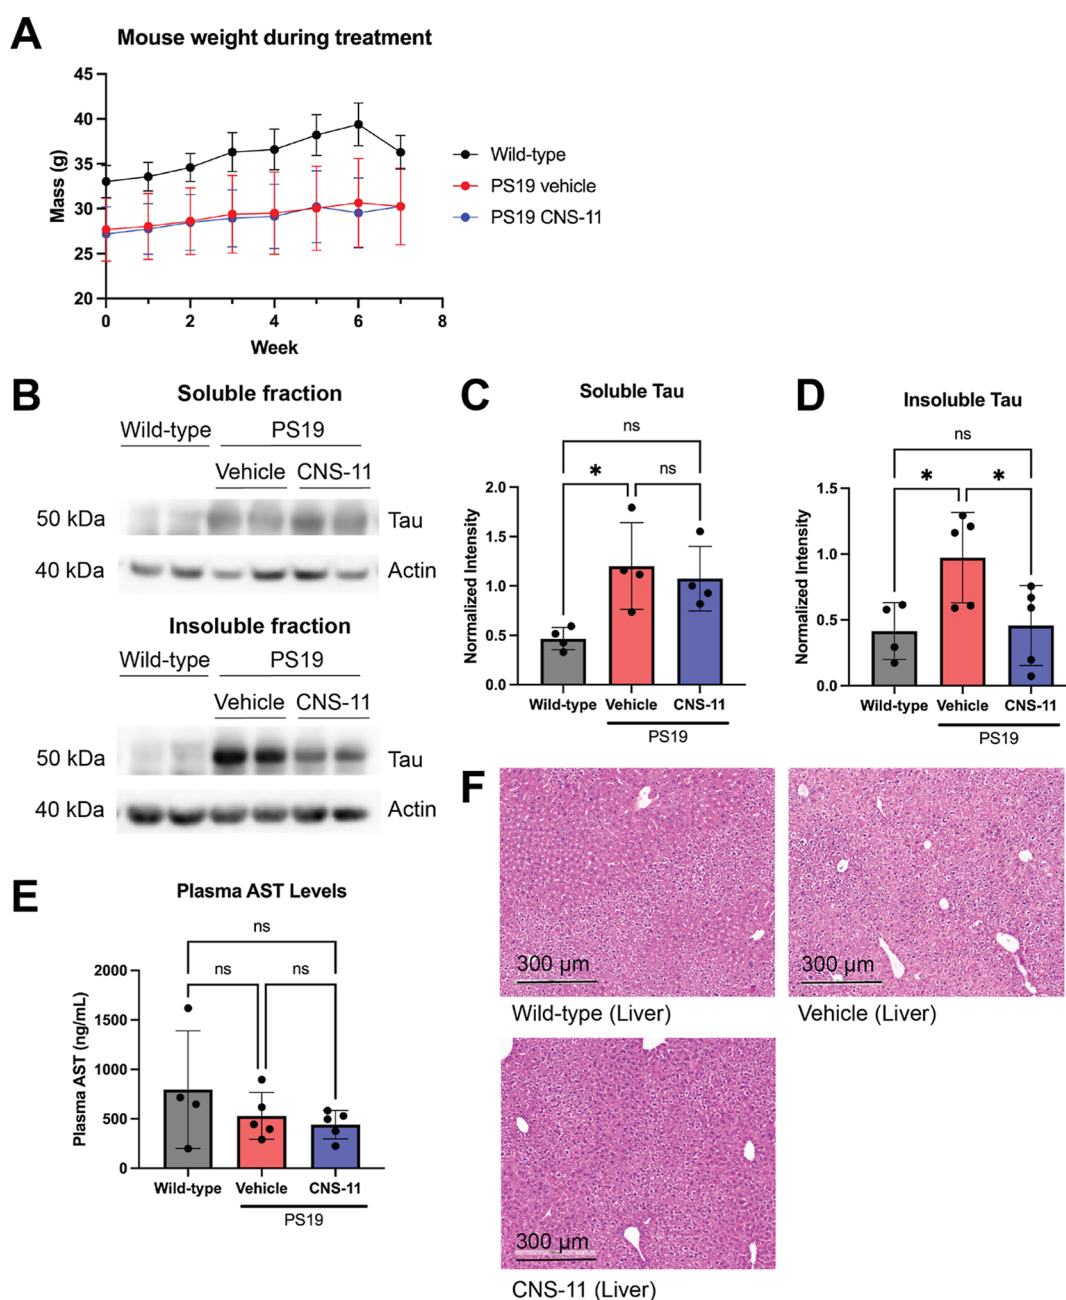 A
Mouse weight during treatment
45
40
35
30
25
20
Mass (g)
0
2
4
6
8
Week
Wild-type
PS19 vehicle
PS19 CNS-11
B
Soluble fraction
Wild-type
PS19
Vehicle
CNS-11
50 kDa
Tau
40 kDa
Actin
Insoluble fraction
Wild-type
PS19
Vehicle
CNS-11
50 kDa
Tau
40 kDa
Actin
C
Soluble Tau
ns
*
ns
2.0
1.5
1.0
0.5
0.0
Normalized Intensity
Wild-type
Vehicle
CNS-11
PS19
D
Insoluble Tau
ns
*
*
1.5
1.0
0.5
0.0
Normalized Intensity
Wild-type
Vehicle
CNS-11
PS19
E
Plasma AST Levels
ns
ns
ns
2000
1500
1000
500
0
Plasma AST (ng/mL)
Wild-type
Vehicle
CNS-11
PS19
F
300 µm
Wild-type (Liver)
300 µm
Vehicle (Liver)
300 µm
CNS-11 (Liver)